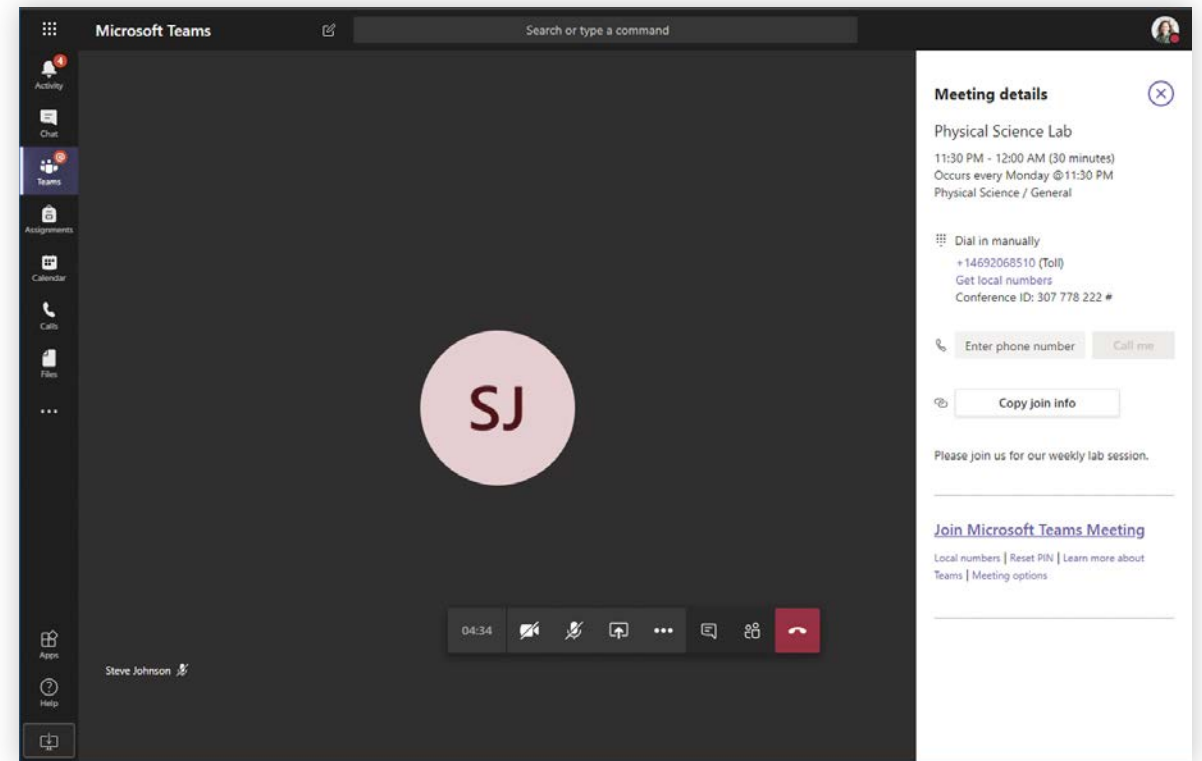 Microsoft Teams
Search or type a command
4
Activity
Chat
@
Teams
Assignments
Calendar
Calls
Files
Apps
Help
SJ
04:34
Steve Johnson
Meeting details
Physical Science Lab
11:30 PM - 12:00 AM (30 minutes)
Occurs every Monday @11:30 PM
Physical Science / General
Dial in manually
+14692068510 (Toll)
Get local numbers
Conference ID: 307 778 222 #
Enter phone number
Call me
Copy join info
Please join us for our weekly lab session.
Join Microsoft Teams Meeting
Local numbers | Reset PIN | Learn more about
Teams | Meeting options